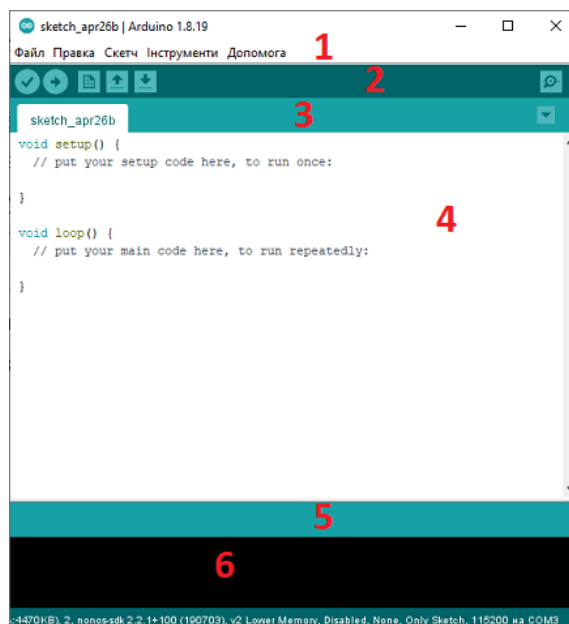 sketch_apr26b | Arduino 1.8.19
Файл Правка Скетч Інструменти Допомога
1
2
3
sketch_apr26b
void setup() {
// put your setup code here, to run once:
}
4
void loop() {
// put your main code here, to run repeatedly:
}
5
6
:4470KB), 2, nonos-sdk 2.2.1+100 (190703), v2 Lower Memory, Disabled, None, Only Sketch, 115200 на COM3